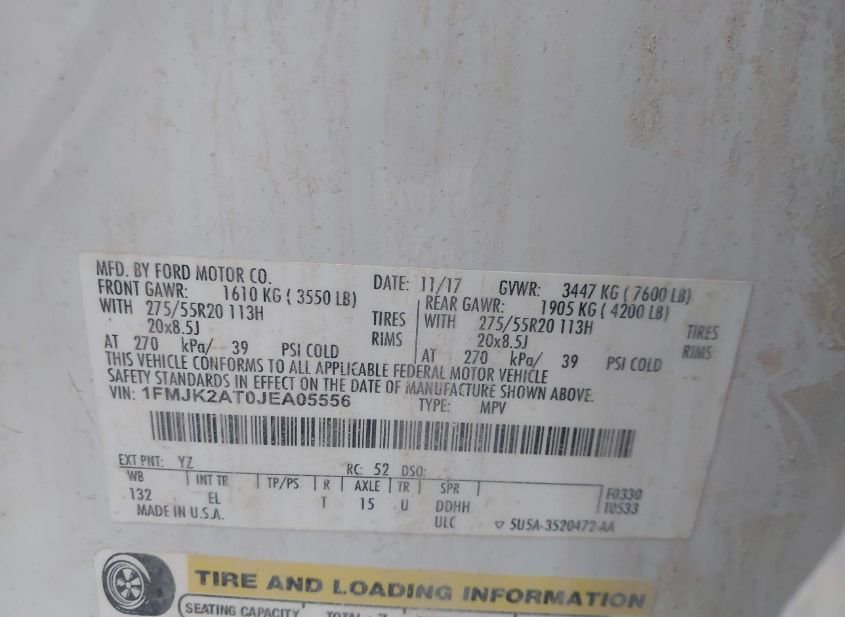 MFD. BY FORD MOTOR CO.
DATE: 11/17 GVWR: 3447 KG ( 7600 LB)
FRONT GAWR: 1610 KG ( 3550 LB)
WITH 275/55R20 113H TIRES
20x8.5J RIMS
AT 270 kPa/ 39 PSI COLD
REAR GAWR: 1905 KG ( 4200 LB)
WITH 275/55R20 113H TIRES
20x8.5J RIMS
AT 270 kPa/ 39 PSI COLD
THIS VEHICLE CONFORMS TO ALL APPLICABLE FEDERAL MOTOR VEHICLE
SAFETY STANDARDS IN EFFECT ON THE DATE OF MANUFACTURE SHOWN ABOVE.
VIN: 1FMJK2AT0JEA05556 TYPE: MPV
EXT PNT: YZ RC: 52 DSO:
WB INT TR TP/PS R AXLE TR SPR F0330
132 EL T 15 U DDHH T0533
MADE IN U.S.A. ULC ▽ SU5A-3520472-AA
TIRE AND LOADING INFORMATION
SEATING CAPACITY TOTAL : 7